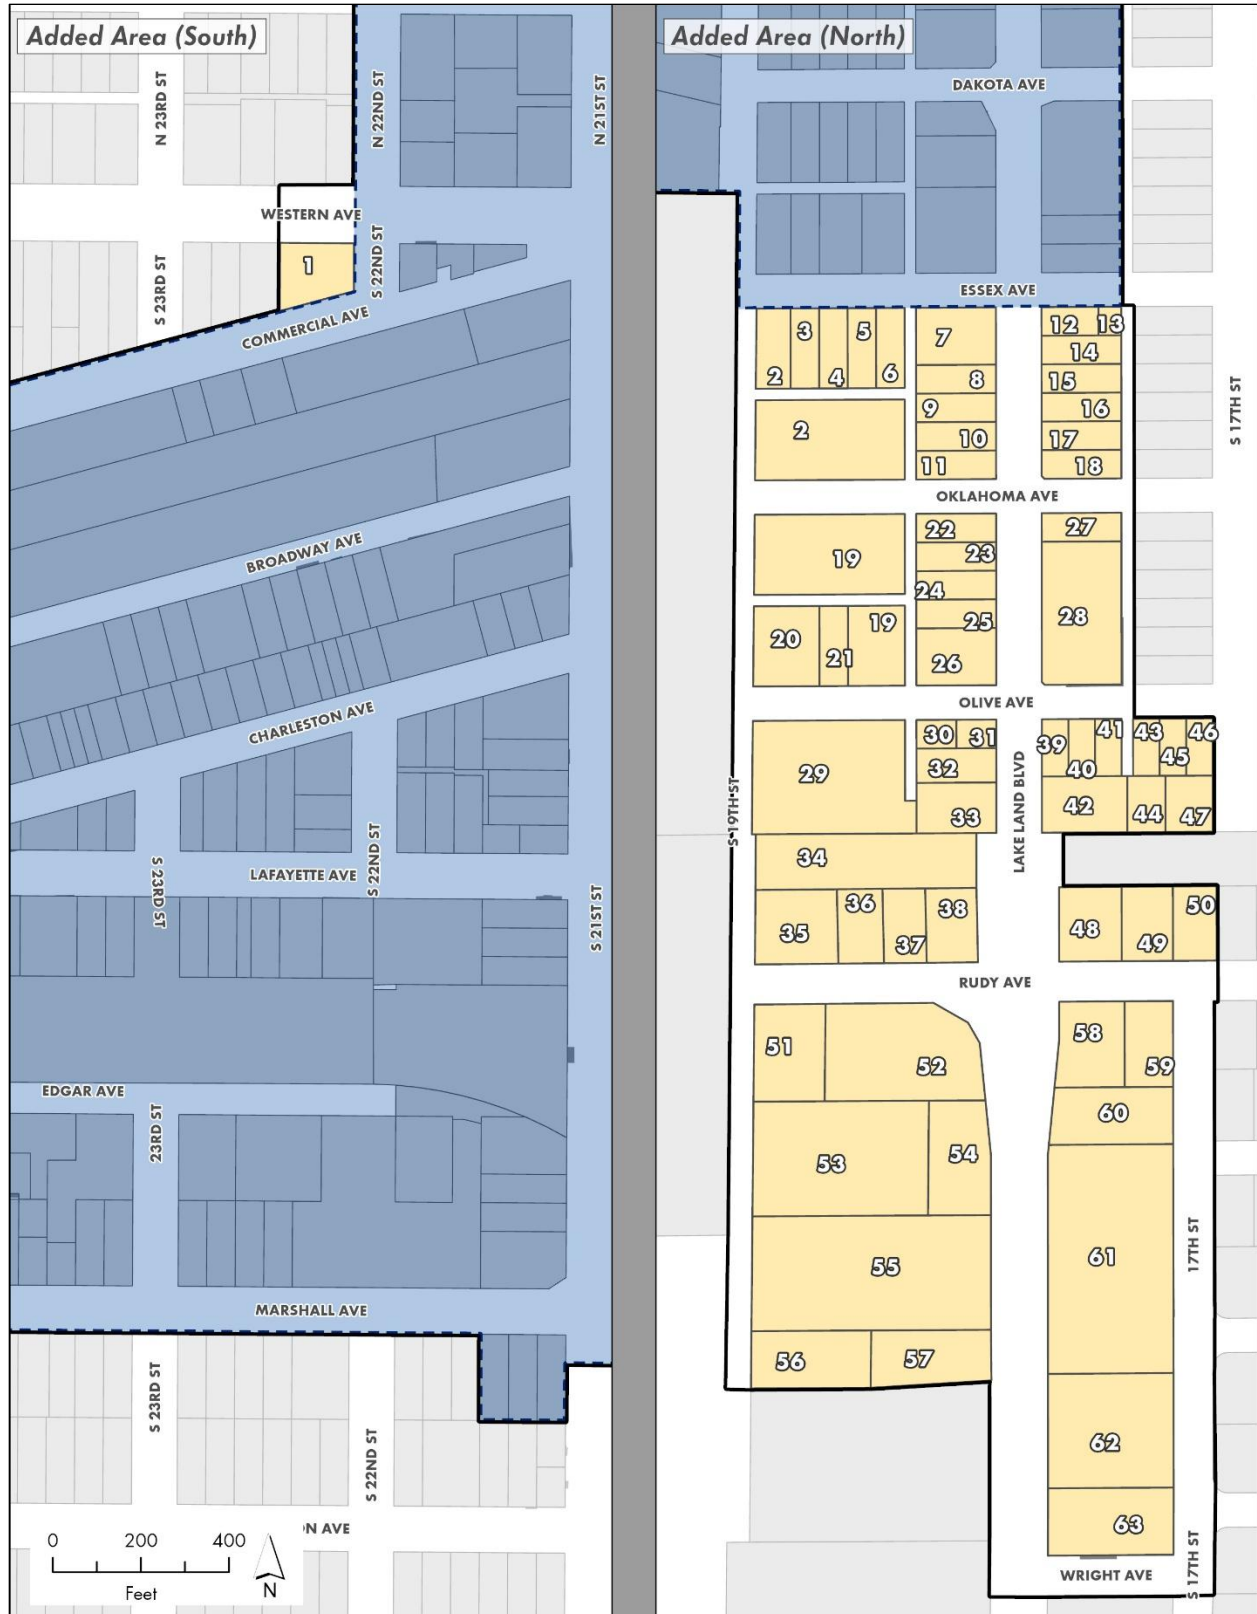 Added Area (South)
N 23RD ST
N 22ND ST
N 21ST ST
WESTERN AVE
1
S 23RD ST
S 22ND ST
COMMERCIAL AVE
BROADWAY AVE
CHARLESTON AVE
S 22ND ST
LAFAYETTE AVE
S 23RD ST
S 21ST ST
EDGAR AVE
23RD ST
MARSHALL AVE
S 23RD ST
S 22ND ST
ON AVE
0 200 400
Feet
N
Added Area (North)
DAKOTA AVE
ESSEX AVE
S 17TH ST
3 5 7 12 13
2 4 6 8 14
15
9 16
2 10 17
11 18
OKLAHOMA AVE
22 27
19 23
24
20 21 19 25 28
26
OLIVE AVE
30 31 39 41 43 46
29 32 40 45
33 42 44 47
S 19TH ST
LAKE LAND BLVD
34
36 38 50
35 37 48 49
RUDY AVE
51 52 58 59
60
53 54
55 61
17TH ST
56 57
62
63
WRIGHT AVE
S 17TH ST